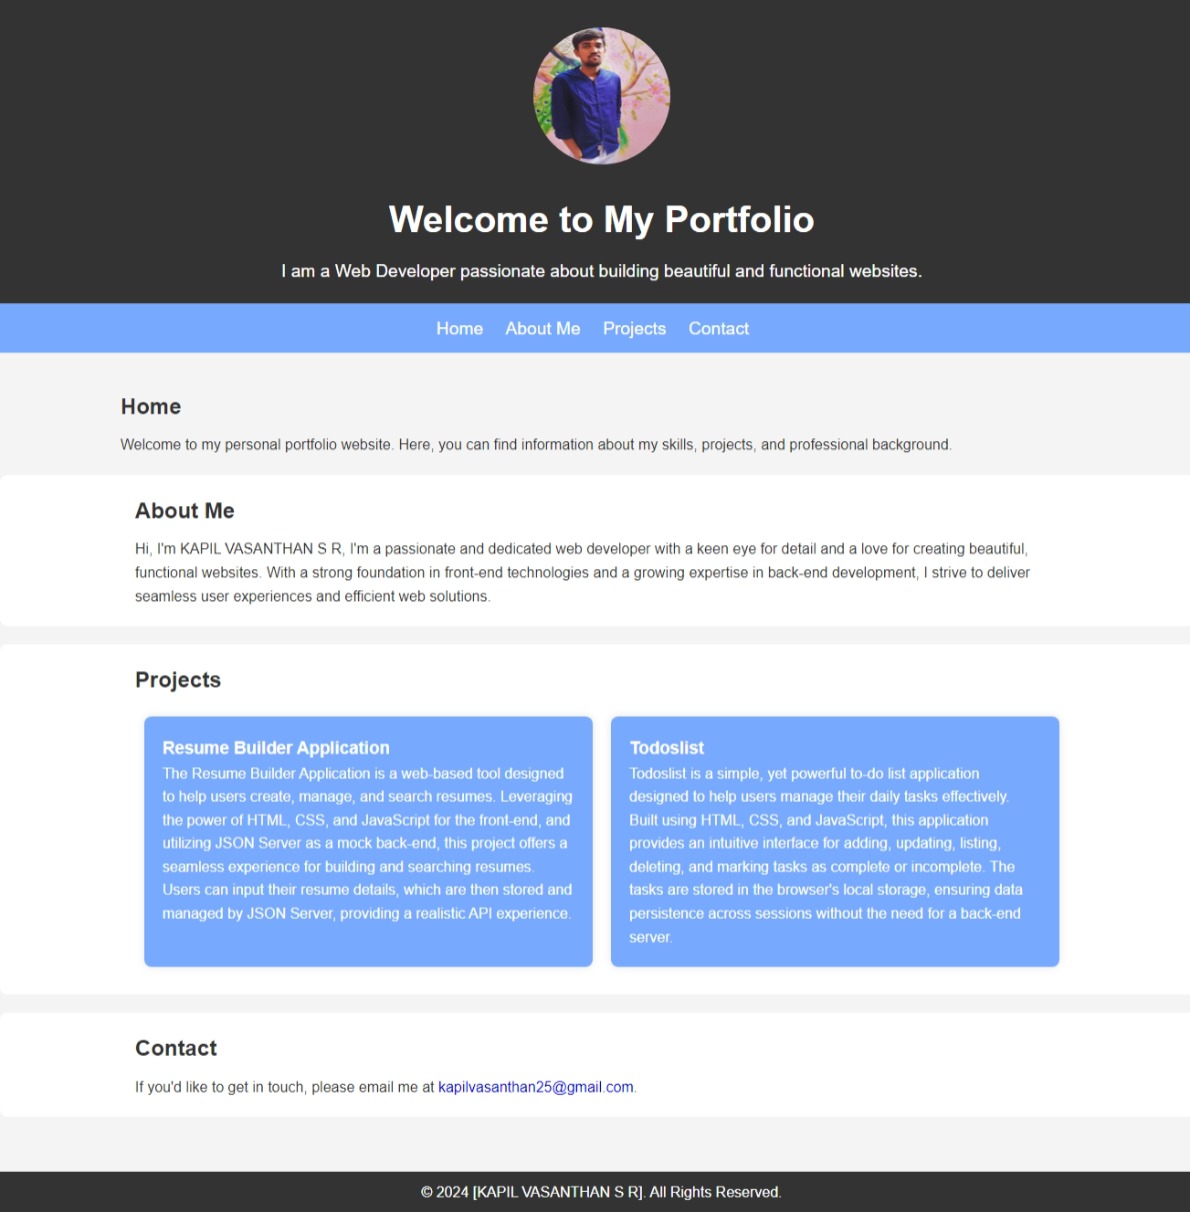 Welcome to My Portfolio
I am a Web Developer passionate about building beautiful and functional websites.
Home About Me Projects Contact
Home
Welcome to my personal portfolio website. Here, you can find information about my skills, projects, and professional background.
About Me
Hi, I'm KAPIL VASANTHAN S R, I'm a passionate and dedicated web developer with a keen eye for detail and a love for creating beautiful,
functional websites. With a strong foundation in front-end technologies and a growing expertise in back-end development, I strive to deliver
seamless user experiences and efficient web solutions.
Projects
Resume Builder Application
The Resume Builder Application is a web-based tool designed
to help users create, manage, and search resumes. Leveraging
the power of HTML, CSS, and JavaScript for the front-end, and
utilizing JSON Server as a mock back-end, this project offers a
seamless experience for building and searching resumes.
Users can input their resume details, which are then stored and
managed by JSON Server, providing a realistic API experience.
Todoslist
Todoslist is a simple, yet powerful to-do list application
designed to help users manage their daily tasks effectively.
Built using HTML, CSS, and JavaScript, this application
provides an intuitive interface for adding, updating, listing,
deleting, and marking tasks as complete or incomplete. The
tasks are stored in the browser's local storage, ensuring data
persistence across sessions without the need for a back-end
server.
Contact
If you'd like to get in touch, please email me at kapilvasanthan25@gmail.com.
© 2024 [KAPIL VASANTHAN S R]. All Rights Reserved.